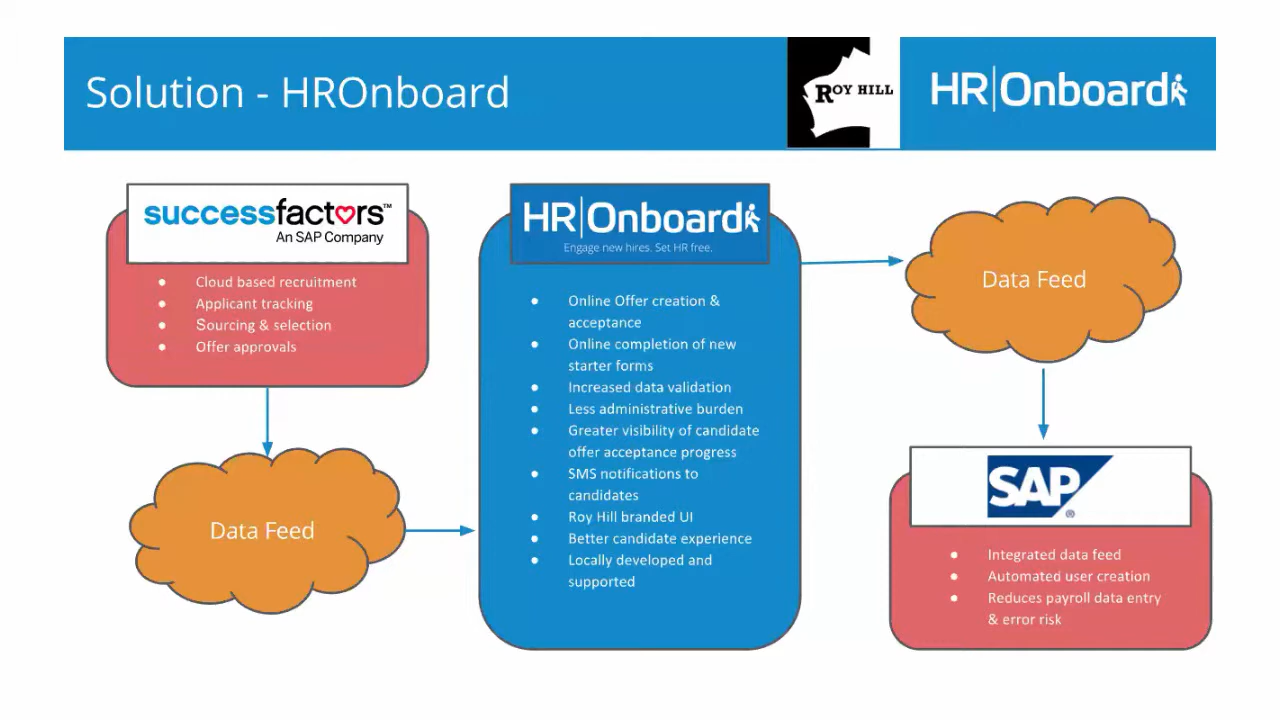 Solution - HROnboard
ROY HILL
HR|Onboard
successfactors™
An SAP Company
• Cloud based recruitment
• Applicant tracking
• Sourcing & selection
• Offer approvals
Data Feed
HR|Onboard
Engage new hires. Set HR free.
• Online Offer creation &
acceptance
• Online completion of new
starter forms
• Increased data validation
• Less administrative burden
• Greater visibility of candidate
offer acceptance progress
• SMS notifications to
candidates
• Roy Hill branded UI
• Better candidate experience
• Locally developed and
supported
Data Feed
SAP®
• Integrated data feed
• Automated user creation
• Reduces payroll data entry
& error risk